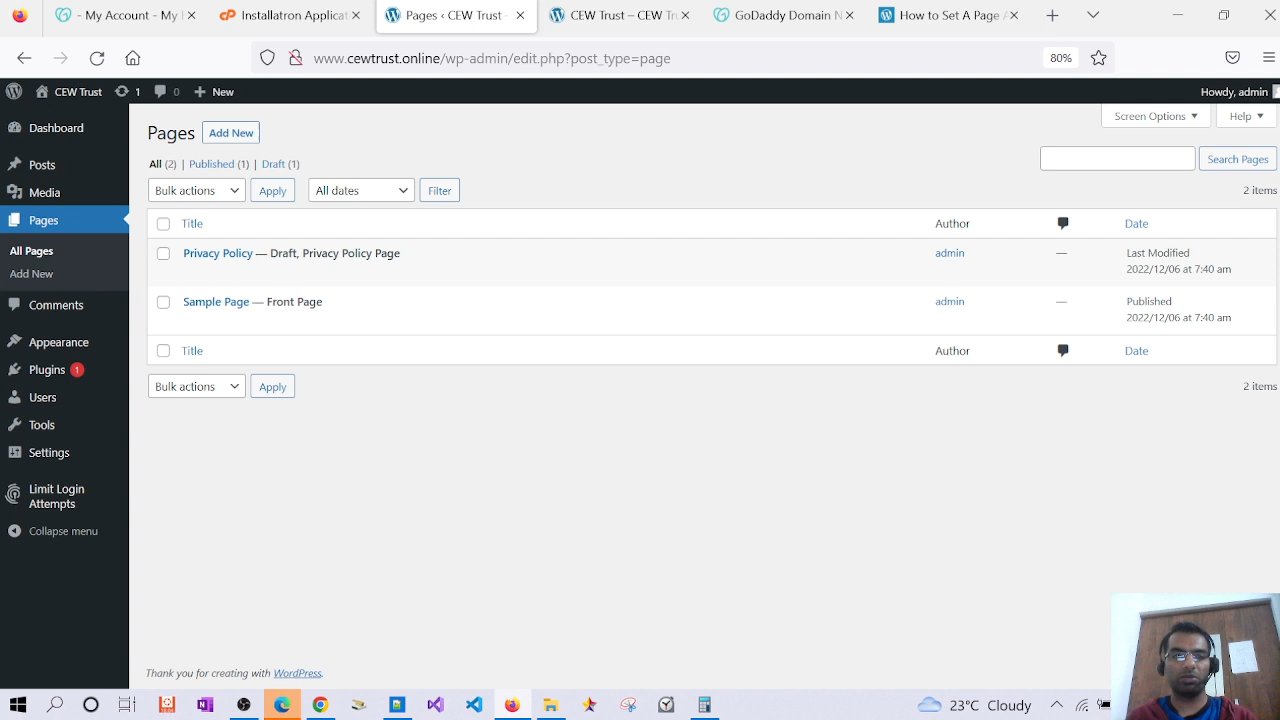 - My Account - My H
Installatron Applicat
Pages ‹ CEW Trust -
CEW Trust – CEW Tr
GoDaddy Domain N
How to Set A Page A
www.cewtrust.online/wp-admin/edit.php?post_type=page
80%
CEW Trust
1
0
New
Howdy, admin
Dashboard
Posts
Media
Pages
All Pages
Add New
Comments
Appearance
Plugins 1
Users
Tools
Settings
Limit Login
Attempts
Collapse menu
Screen Options
Help
Pages
Add New
All (2) | Published (1) | Draft (1)
Search Pages
Bulk actions
Apply
All dates
Filter
2 items
Title
Author
Date
Privacy Policy — Draft, Privacy Policy Page
admin
—
Last Modified
2022/12/06 at 7:40 am
Sample Page — Front Page
admin
—
Published
2022/12/06 at 7:40 am
Title
Author
Date
Bulk actions
Apply
2 items
Thank you for creating with WordPress.
23°C Cloudy